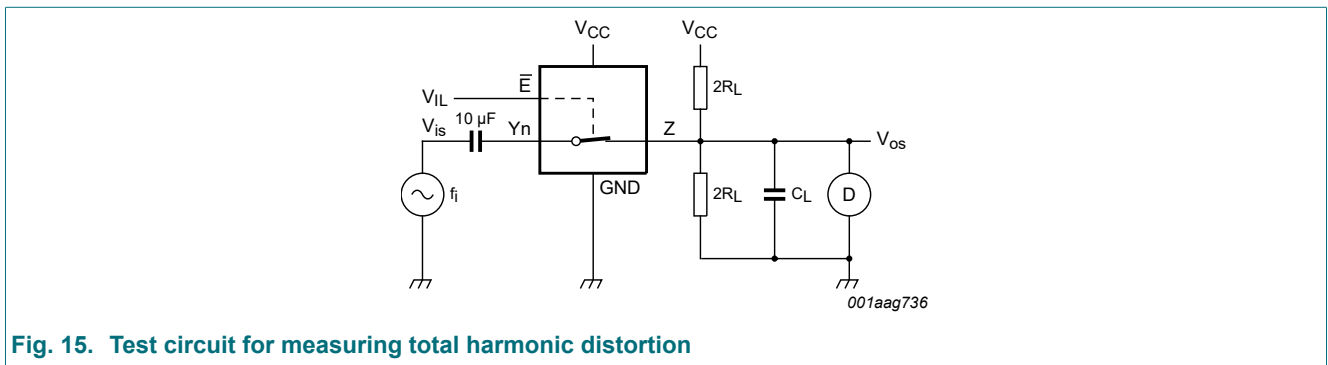 VCC VCC
E̅
2RL
VIL
Vis 10 µF Yn Z Vos
GND
fi 2RL CL D
001aag736
Fig. 15. Test circuit for measuring total harmonic distortion